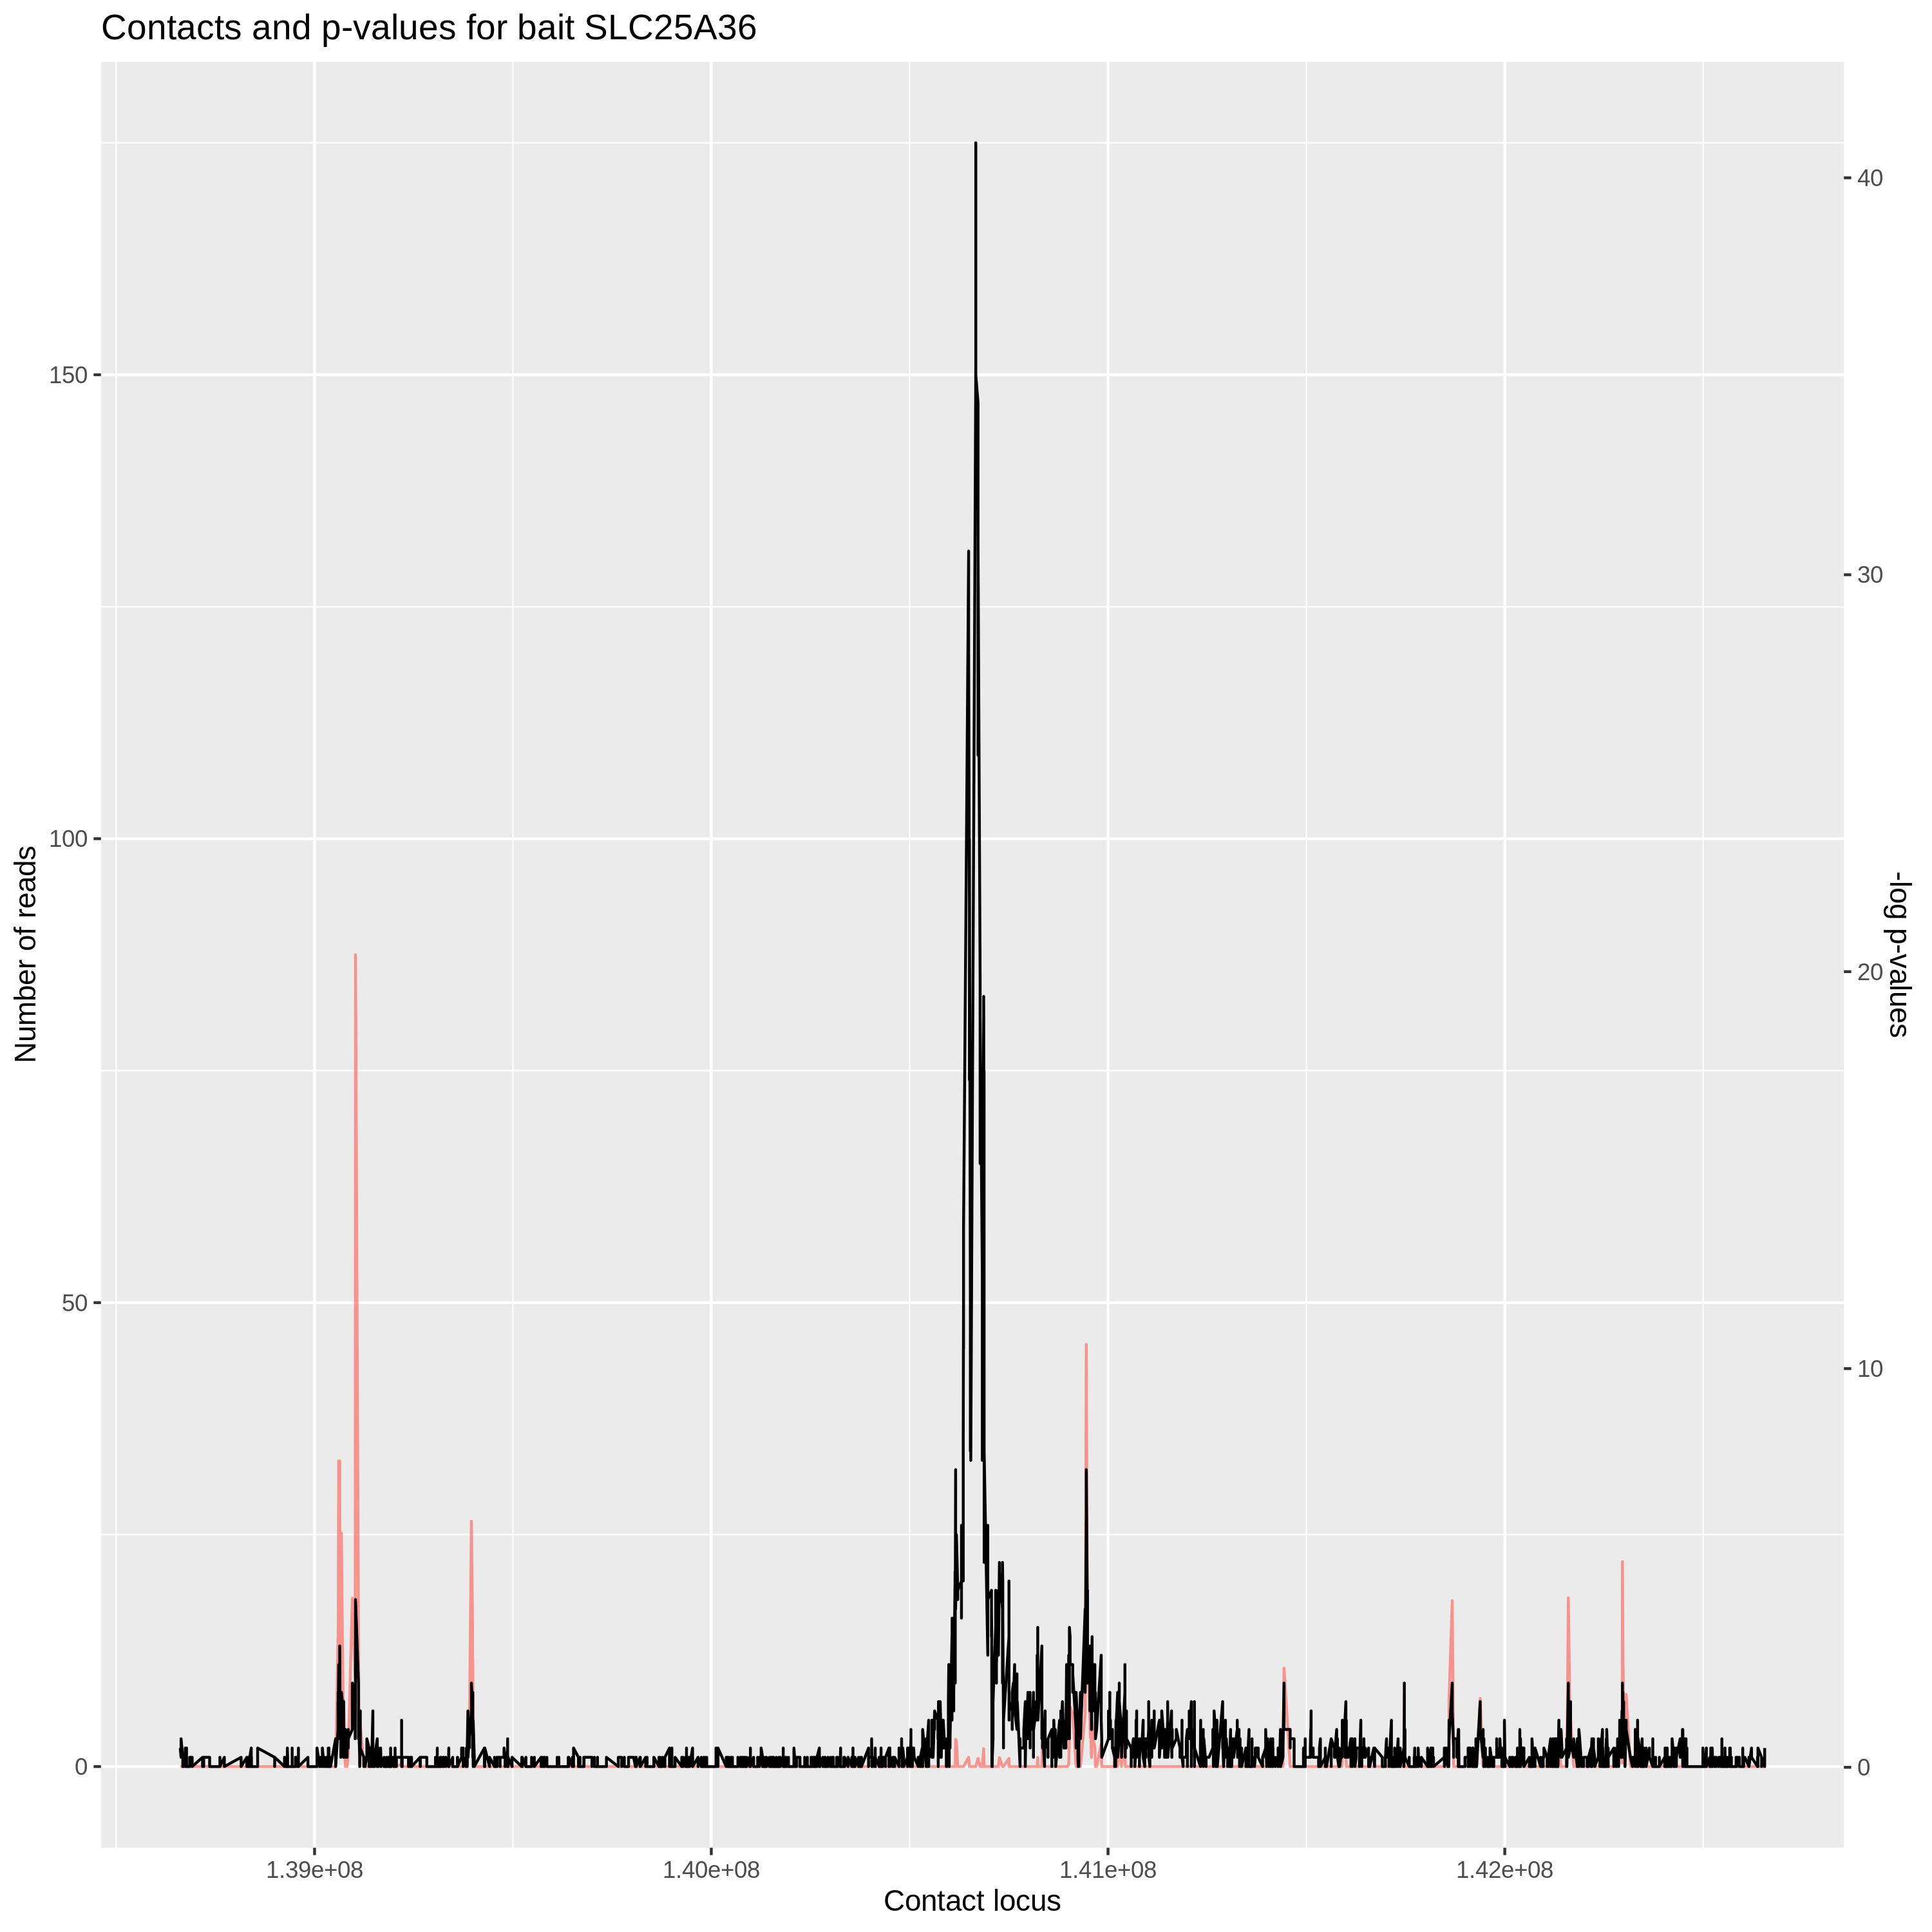 Contacts and p-values for bait SLC25A36
150
100
50
0
Number of reads
40
30
20
10
0
-log p-values
1.39e+08
1.40e+08
1.41e+08
1.42e+08
Contact locus